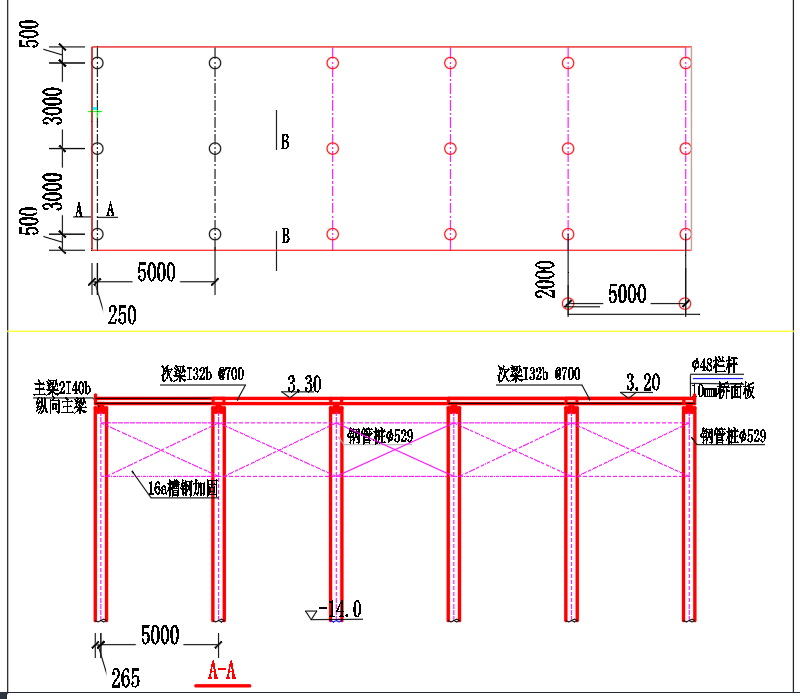 500
3000
3000
500
A A
B
B
5000
250
2000
5000
主梁2I40b
纵向主梁
次梁I32b @700
3.30
次梁I32b @700
3.20
φ48栏杆
10mm桥面板
钢管桩φ529
钢管桩φ529
16a槽钢加固
-14.0
5000
265
A-A